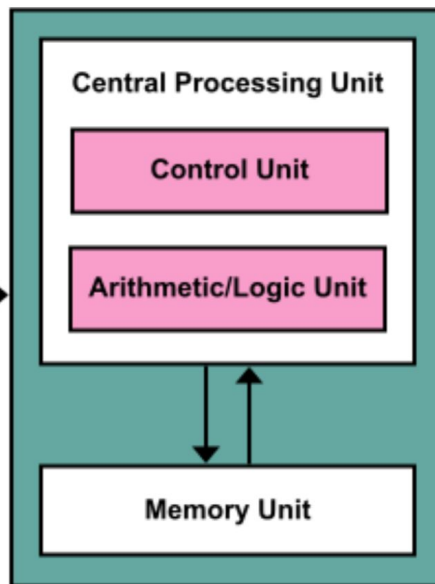 Central Processing Unit
Control Unit
Arithmetic/Logic Unit
Memory Unit